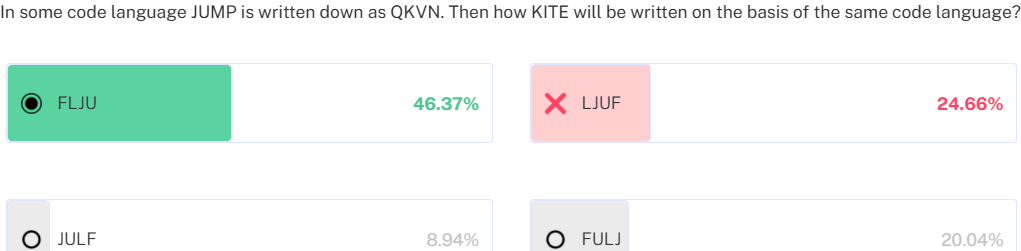 In some code language JUMP is written down as QKVN. Then how KITE will be written on the basis of the same code language?
FLJU 46.37% LJUF 24.66%
JULF 8.94% FULJ 20.04%